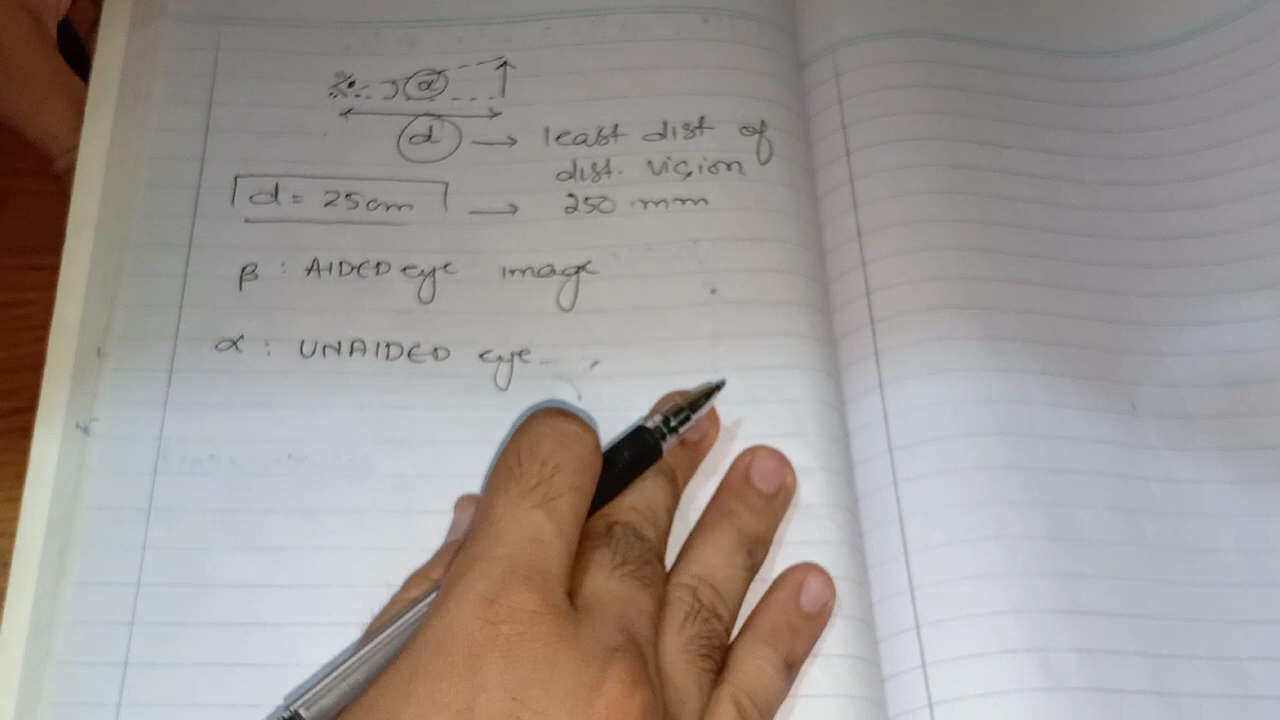 α
d → least dist of
dist. vision
d = 25cm → 250 mm
β : AIDED eye image
α : UNAIDED eye